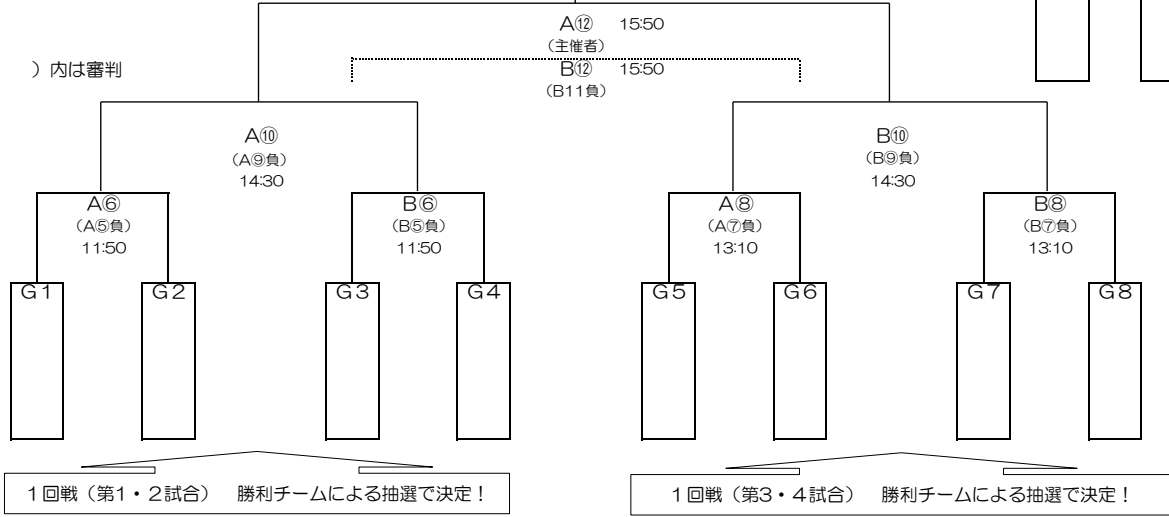 A⑫ 15:50
(主催者)
)内は審判
B⑫ 15:50
(B11負)
A⑩
(A⑨負)
14:30
B⑩
(B⑨負)
14:30
A⑥
(A⑤負)
11:50
B⑥
(B⑤負)
11:50
A⑧
(A⑦負)
13:10
B⑧
(B⑦負)
13:10
G1 G2 G3 G4 G5 G6 G7 G8
1回戦(第1・2試合) 勝利チームによる抽選で決定!
1回戦(第3・4試合) 勝利チームによる抽選で決定!